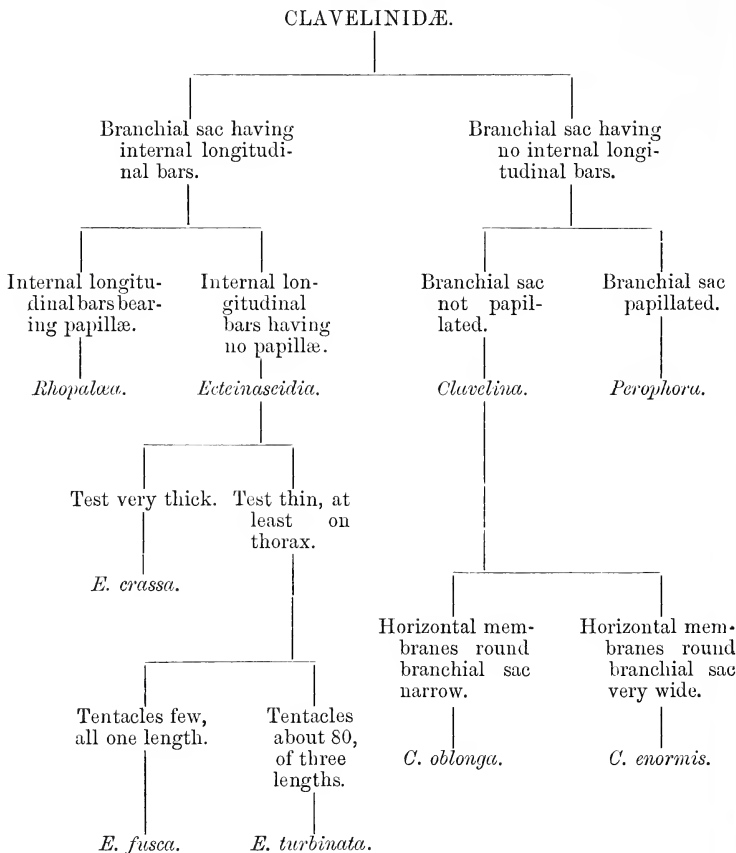 CLAVELINIDÆ.
Branchial sac having
internal longitudi-
nal bars.
Branchial sac having
no internal longi-
tudinal bars.
Internal longitu-
dinal bars bear-
ing papillæ.
Internal lon-
gitudinal
bars having
no papillæ.
Branchial sac
not papil-
lated.
Branchial sac
papillated.
Rhopalæa.
Ecteinascidia.
Clavelina.
Perophora.
Test very thick.
Test thin, at
least on
thorax.
E. crassa.
Horizontal mem-
branes round
branchial sac
narrow.
Horizontal mem-
branes round
branchial sac
very wide.
Tentacles few,
all one length.
Tentacles
about 80,
of three
lengths.
C. oblonga.
C. enormis.
E. fusca.
E. turbinata.